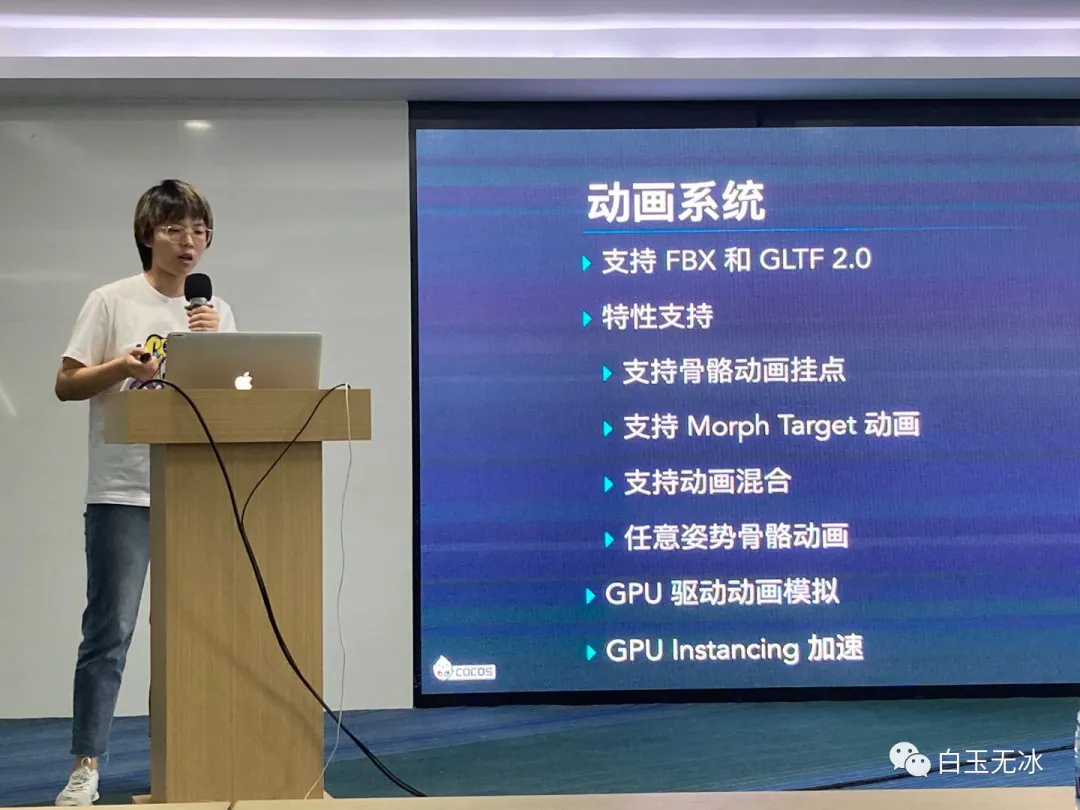 动画系统
支持 FBX 和 GLTF 2.0
特性支持
支持骨骼动画挂点
支持 Morph Target 动画
支持动画混合
任意姿势骨骼动画
GPU 驱动动画模拟
GPU Instancing 加速
COCOS
白玉无冰